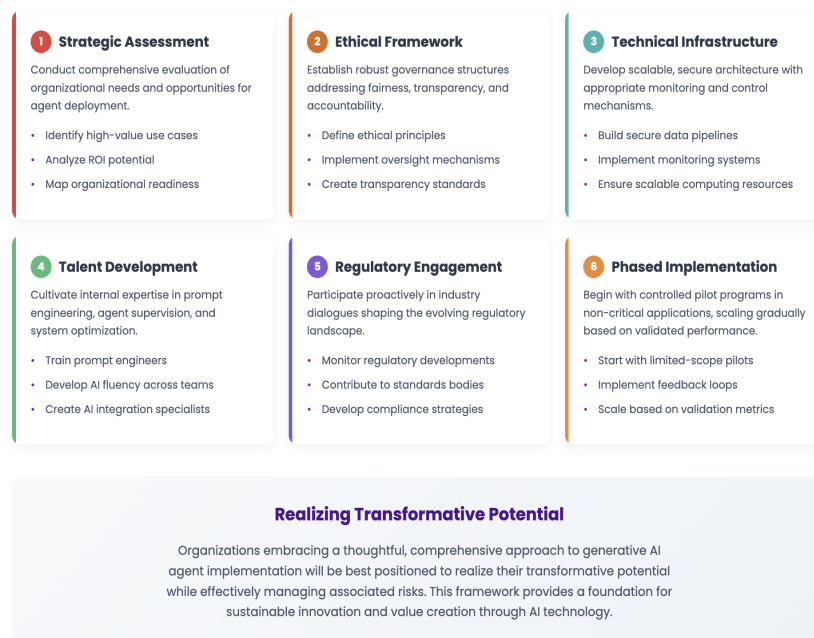 1 Strategic Assessment
Conduct comprehensive evaluation of
organizational needs and opportunities for
agent deployment.
• Identify high-value use cases
• Analyze ROI potential
• Map organizational readiness
2 Ethical Framework
Establish robust governance structures
addressing fairness, transparency, and
accountability.
• Define ethical principles
• Implement oversight mechanisms
• Create transparency standards
3 Technical Infrastructure
Develop scalable, secure architecture with
appropriate monitoring and control
mechanisms.
• Build secure data pipelines
• Implement monitoring systems
• Ensure scalable computing resources
4 Talent Development
Cultivate internal expertise in prompt
engineering, agent supervision, and
system optimization.
• Train prompt engineers
• Develop AI fluency across teams
• Create AI integration specialists
5 Regulatory Engagement
Participate proactively in industry
dialogues shaping the evolving regulatory
landscape.
• Monitor regulatory developments
• Contribute to standards bodies
• Develop compliance strategies
6 Phased Implementation
Begin with controlled pilot programs in
non-critical applications, scaling gradually
based on validated performance.
• Start with limited-scope pilots
• Implement feedback loops
• Scale based on validation metrics
Realizing Transformative Potential
Organizations embracing a thoughtful, comprehensive approach to generative AI
agent implementation will be best positioned to realize their transformative potential
while effectively managing associated risks. This framework provides a foundation for
sustainable innovation and value creation through AI technology.